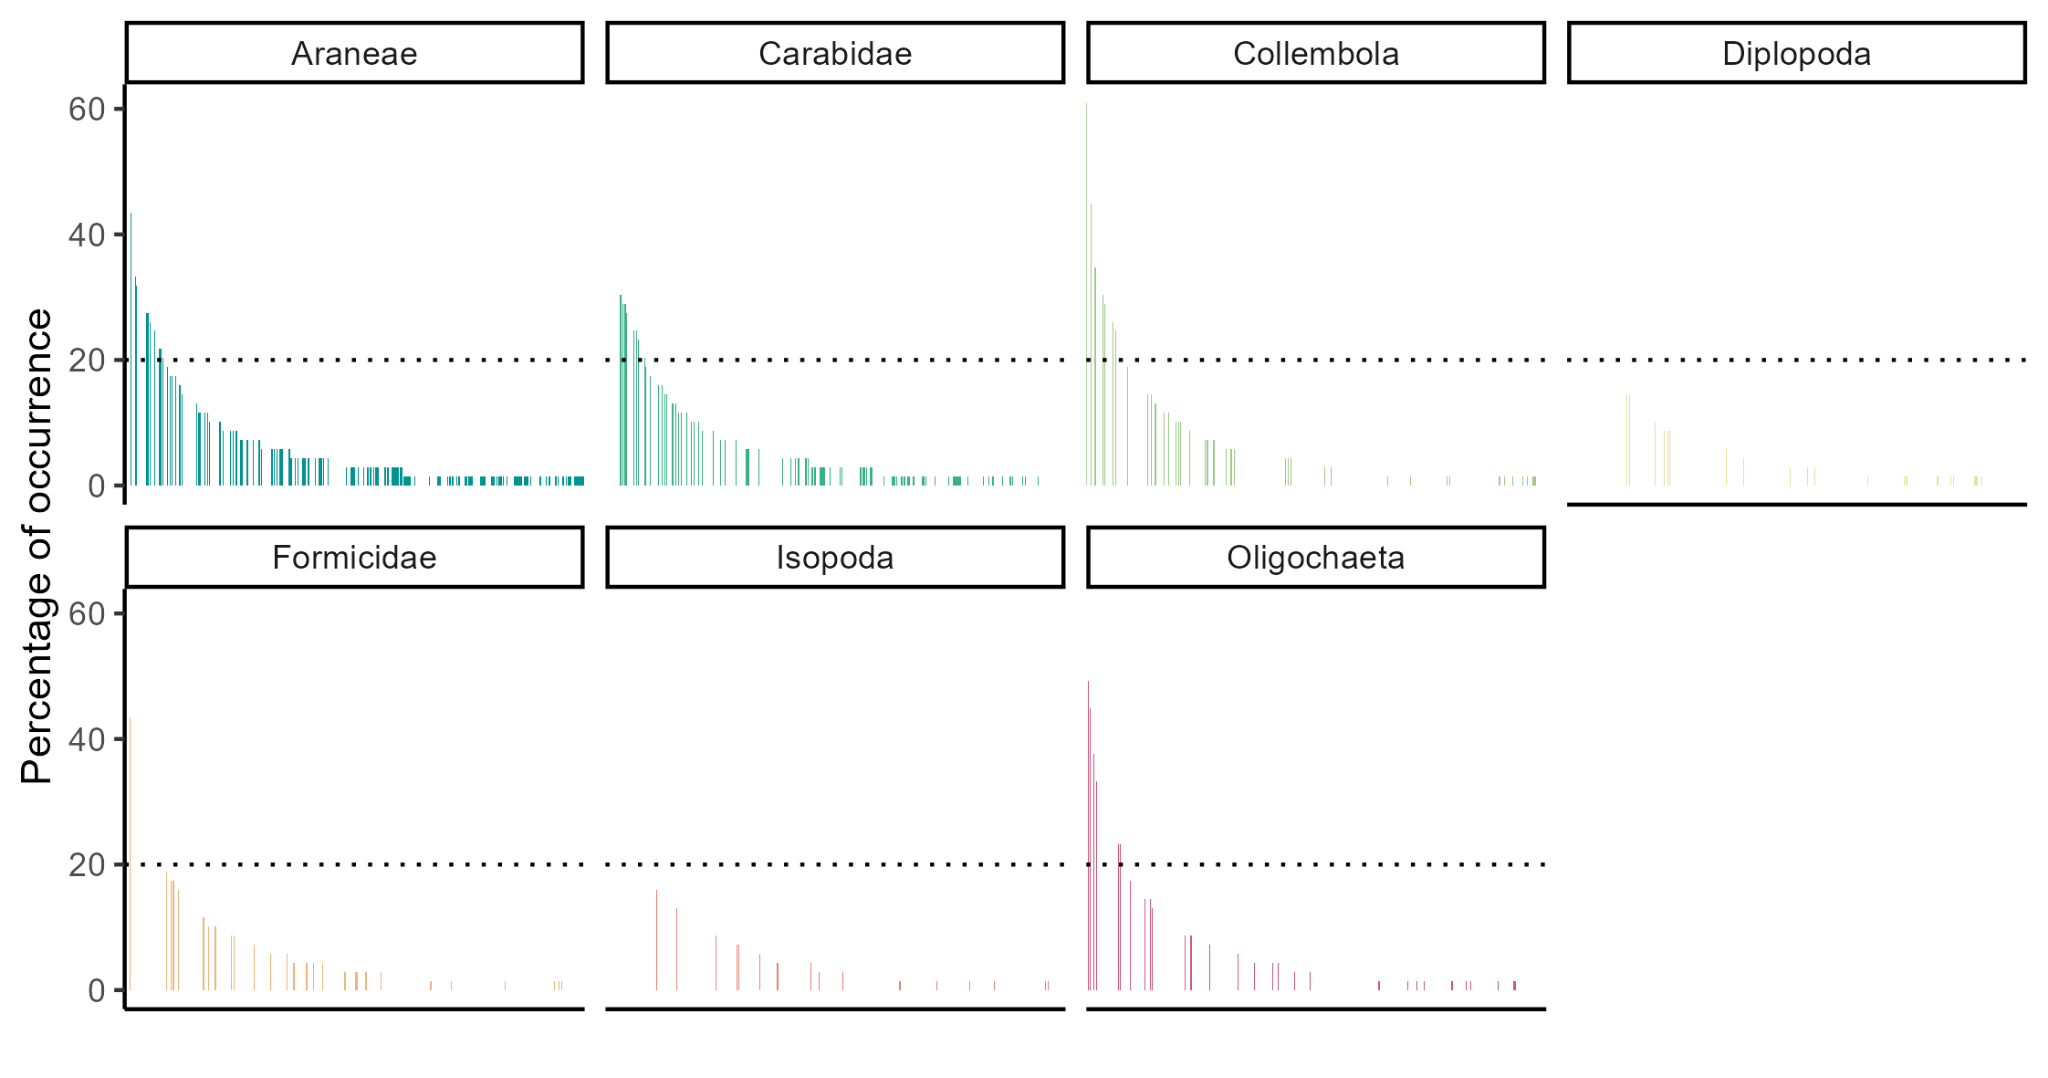 Araneae
Carabidae
Collembola
Diplopoda
60
40
20
0
Percentage of occurrence
Formicidae
Isopoda
Oligochaeta
60
40
20
0